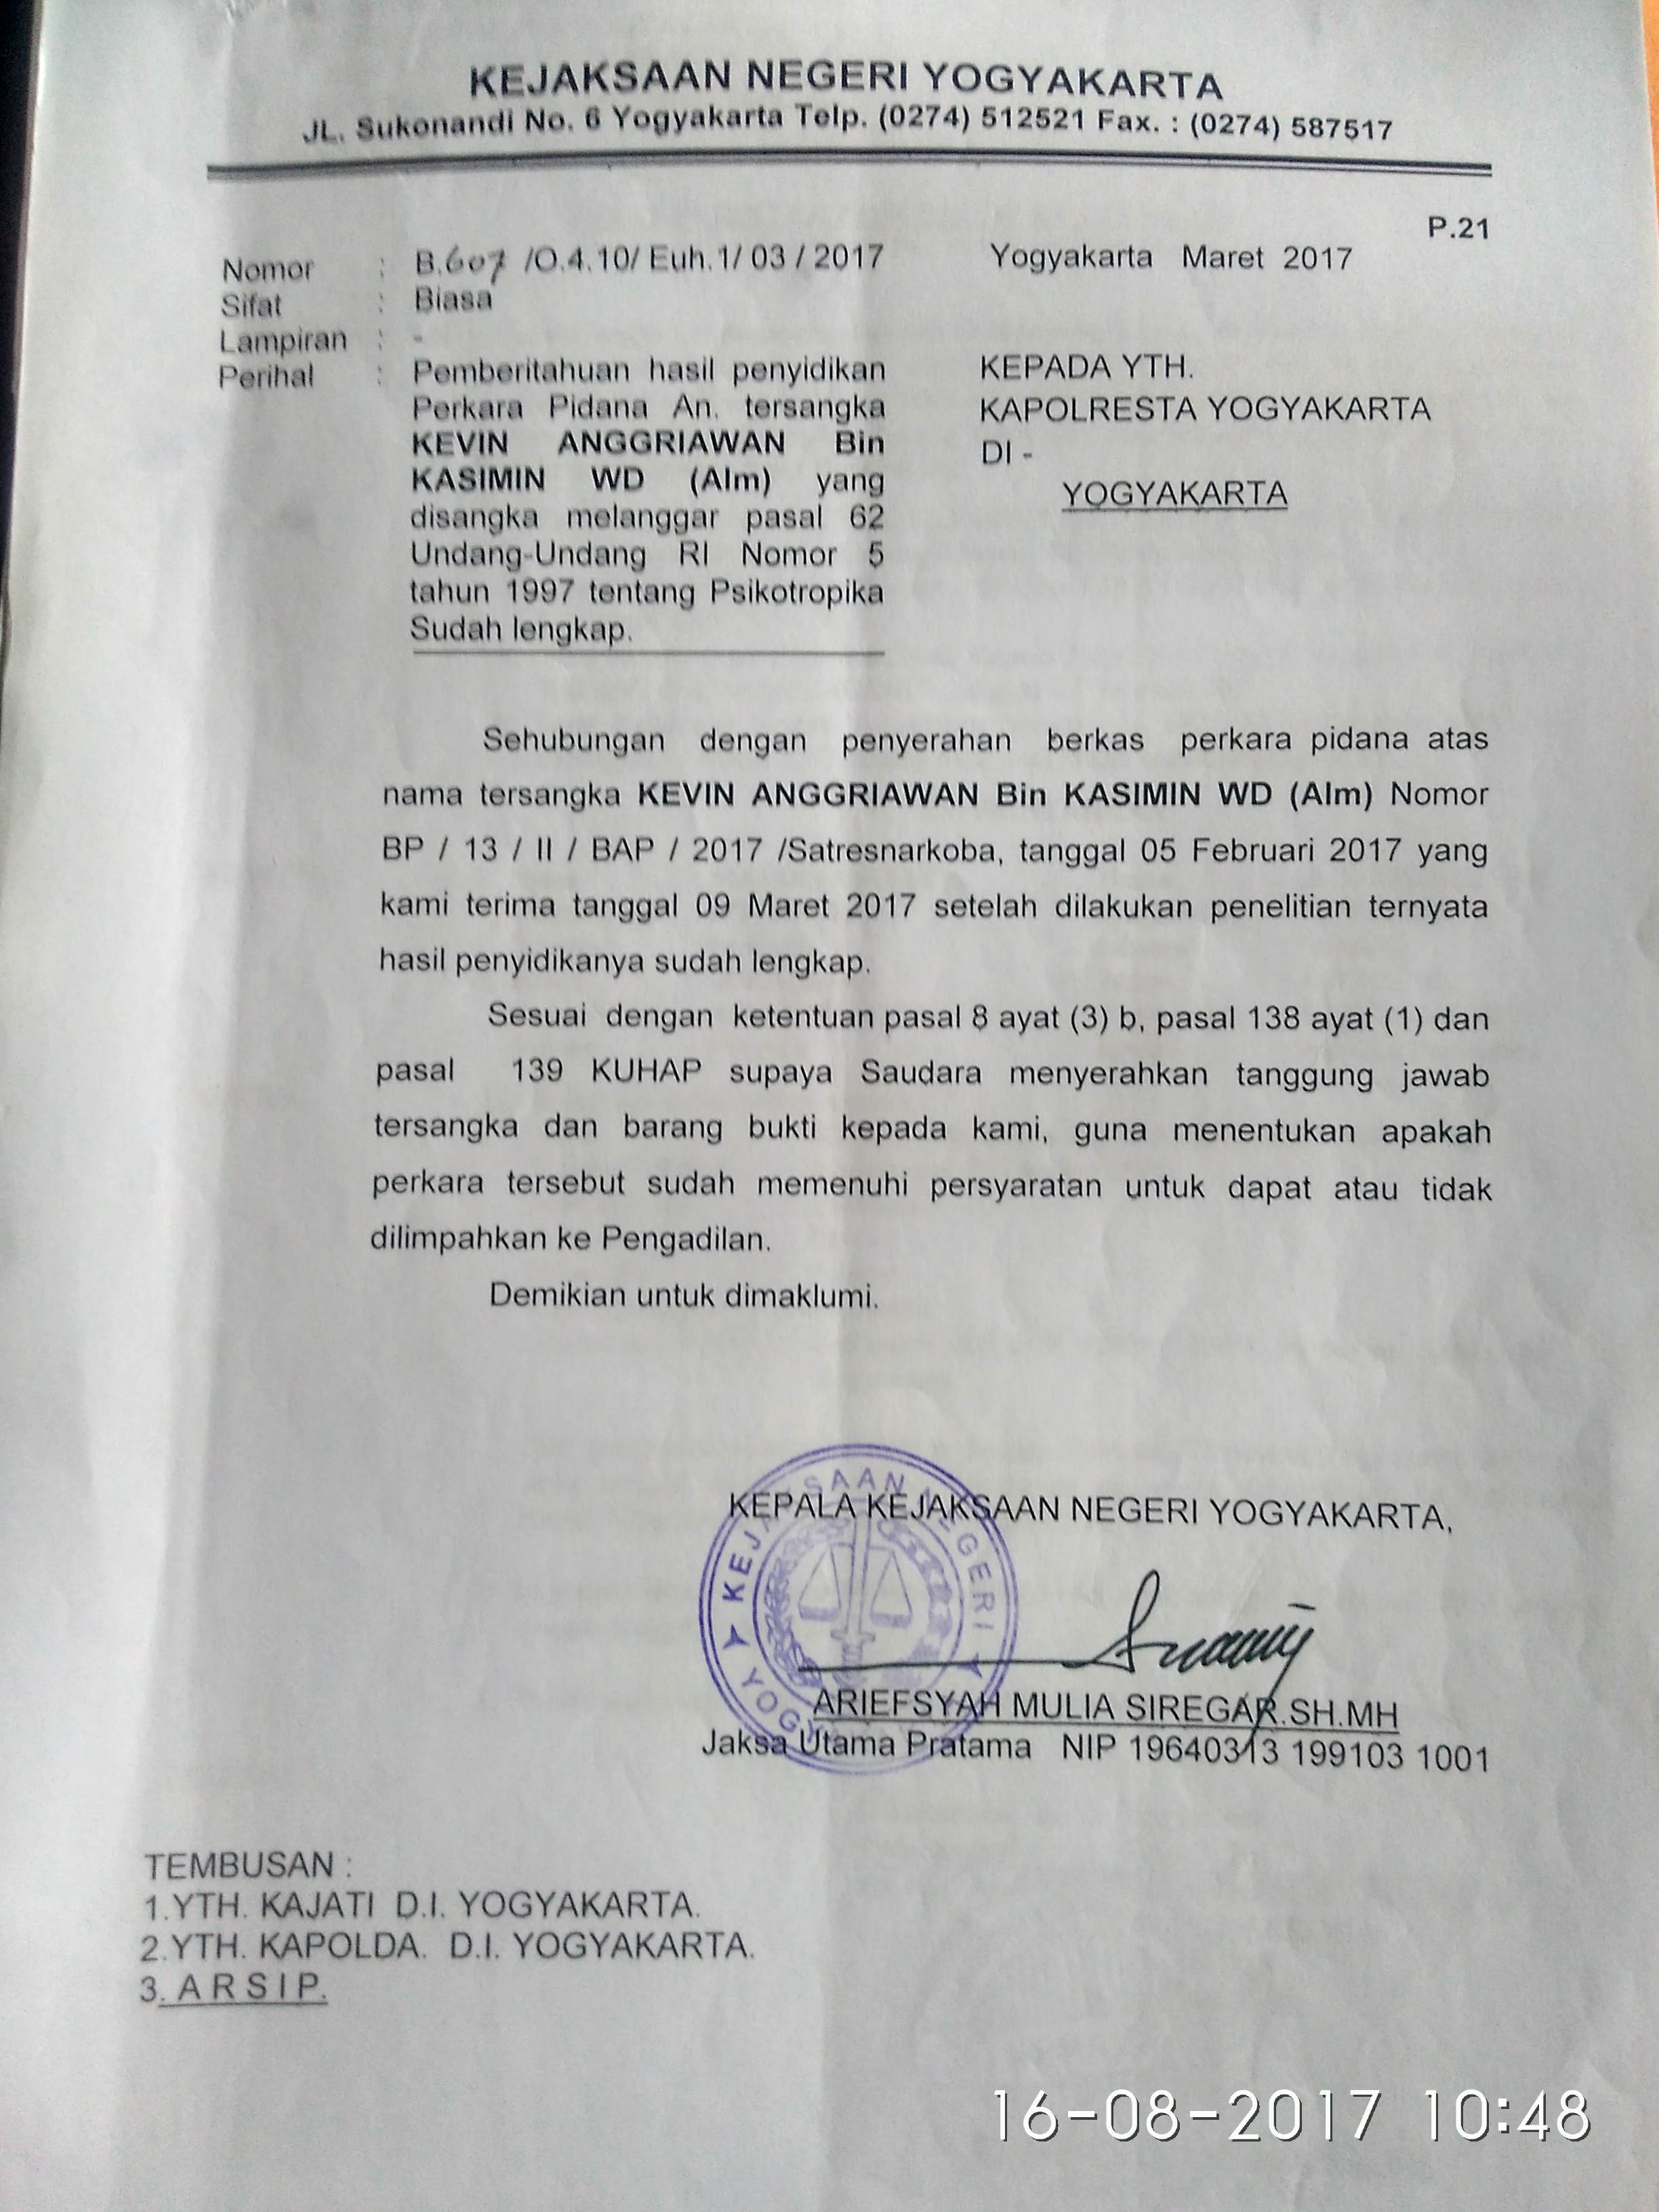 KEJAKSAAN NEGERI YOGYAKARTA
JL. Sukonandi No. 6 Yogyakarta Telp. (0274) 512521 Fax. : (0274) 587517
P.21
Nomor : B.607 /O.4.10/ Euh.1/ 03 / 2017
Yogyakarta Maret 2017
Sifat : Biasa
Lampiran : -
Perihal : Pemberitahuan hasil penyidikan
Perkara Pidana An. tersangka
KEVIN ANGGRIAWAN Bin
KASIMIN WD (Alm) yang
disangka melanggar pasal 62
Undang-Undang RI Nomor 5
tahun 1997 tentang Psikotropika
Sudah lengkap.
KEPADA YTH.
KAPOLRESTA YOGYAKARTA
DI -
YOGYAKARTA
Sehubungan dengan penyerahan berkas perkara pidana atas
nama tersangka KEVIN ANGGRIAWAN Bin KASIMIN WD (Alm) Nomor
BP / 13 / II / BAP / 2017 /Satresnarkoba, tanggal 05 Februari 2017 yang
kami terima tanggal 09 Maret 2017 setelah dilakukan penelitian ternyata
hasil penyidikanya sudah lengkap.
Sesuai dengan ketentuan pasal 8 ayat (3) b, pasal 138 ayat (1) dan
pasal 139 KUHAP supaya Saudara menyerahkan tanggung jawab
tersangka dan barang bukti kepada kami, guna menentukan apakah
perkara tersebut sudah memenuhi persyaratan untuk dapat atau tidak
dilimpahkan ke Pengadilan.
Demikian untuk dimaklumi.
KEPALA KEJAKSAAN NEGERI YOGYAKARTA,
ARIEFSYAH MULIA SIREGAR.SH.MH
Jaksa Utama Pratama NIP 19640313 199103 1001
TEMBUSAN :
1.YTH. KAJATI D.I. YOGYAKARTA.
2.YTH. KAPOLDA. D.I. YOGYAKARTA.
3. A R S I P.
16-08-2017 10:48